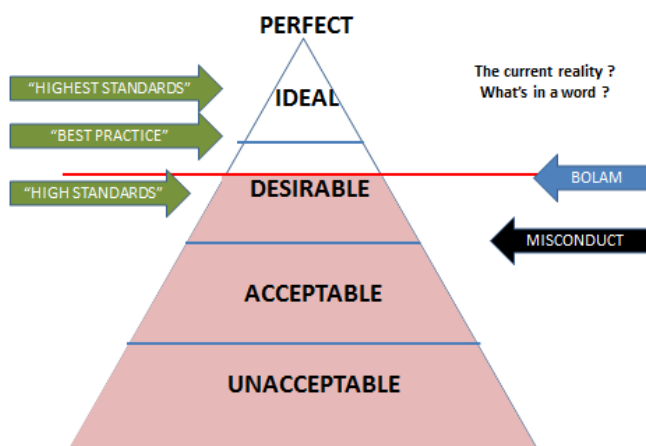 PERFECT
The current reality ?
What's in a word ?
"HIGHEST STANDARDS"
IDEAL
"BEST PRACTICE"
BOLAM
"HIGH STANDARDS"
DESIRABLE
MISCONDUCT
ACCEPTABLE
UNACCEPTABLE